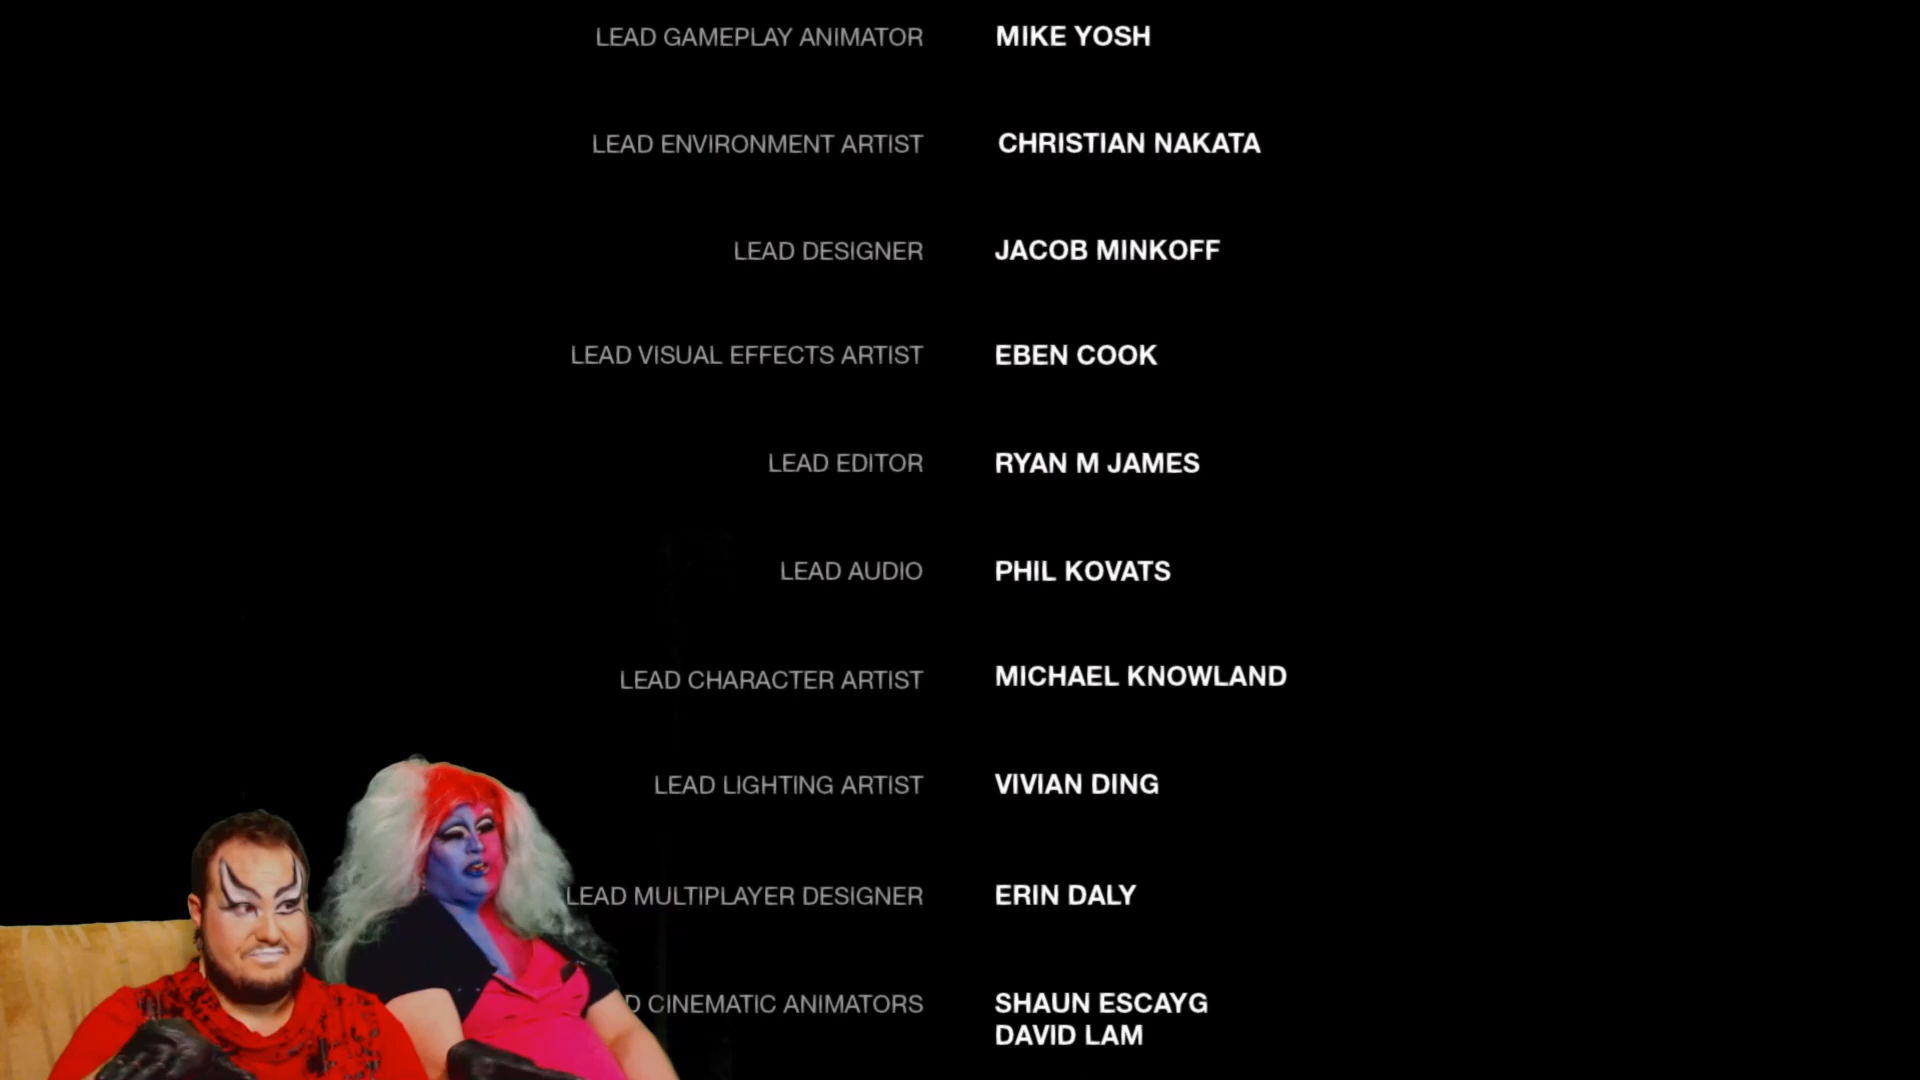 LEAD GAMEPLAY ANIMATOR MIKE YOSH
LEAD ENVIRONMENT ARTIST CHRISTIAN NAKATA
LEAD DESIGNER JACOB MINKOFF
LEAD VISUAL EFFECTS ARTIST EBEN COOK
LEAD EDITOR RYAN M JAMES
LEAD AUDIO PHIL KOVATS
LEAD CHARACTER ARTIST MICHAEL KNOWLAND
LEAD LIGHTING ARTIST VIVIAN DING
LEAD MULTIPLAYER DESIGNER ERIN DALY
D CINEMATIC ANIMATORS SHAUN ESCAYG
DAVID LAM